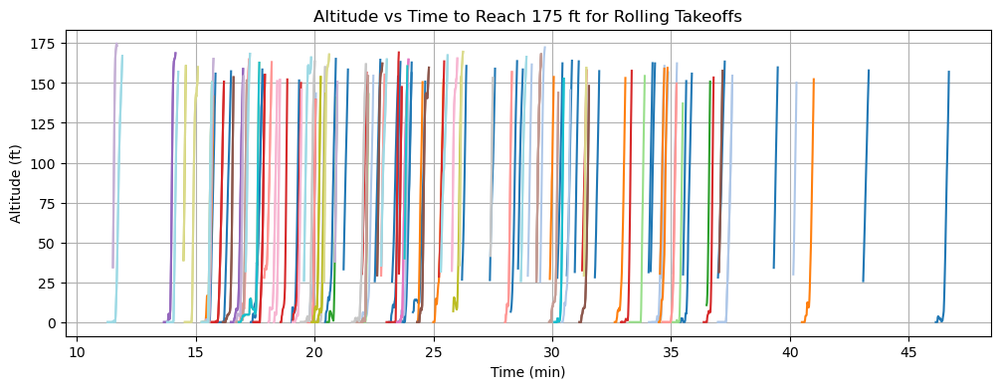 Altitude vs Time to Reach 175 ft for Rolling Takeoffs
Altitude (ft)
175
150
125
100
75
50
25
0
10 15 20 25 30 35 40 45
Time (min)